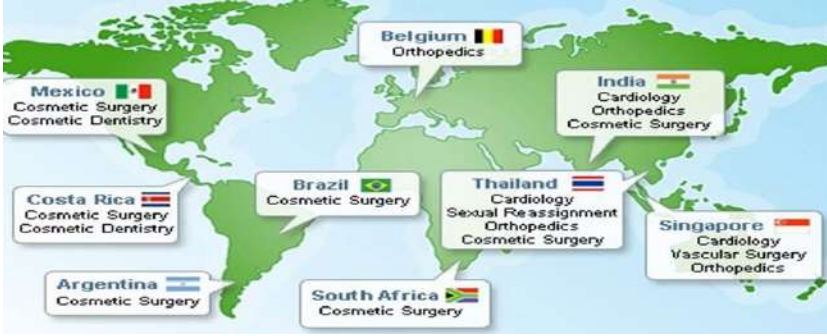 Belgium
Orthopedics
Mexico
Cosmetic Surgery
Cosmetic Dentistry
India
Cardiology
Orthopedics
Cosmetic Surgery
Costa Rica
Cosmetic Surgery
Cosmetic Dentistry
Brazil
Cosmetic Surgery
Thailand
Cardiology
Sexual Reassignment
Orthopedics
Cosmetic Surgery
Singapore
Cardiology
Vascular Surgery
Orthopedics
Argentina
Cosmetic Surgery
South Africa
Cosmetic Surgery